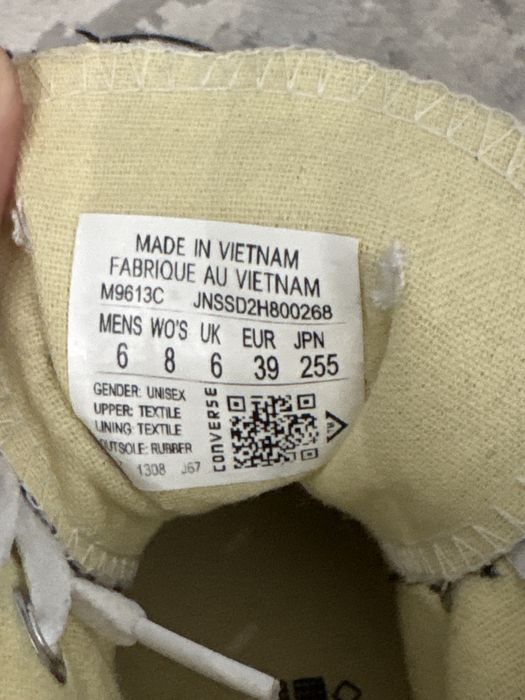 MADE IN VIETNAM
FABRIQUE AU VIETNAM
M9613C JNSSD2H800268
MENS WO'S UK EUR JPN
6 8 6 39 255
GENDER: UNISEX
UPPER: TEXTILE
LINING: TEXTILE
OUTSOLE: RUBBER
1308 J67
CONVERSE
TM